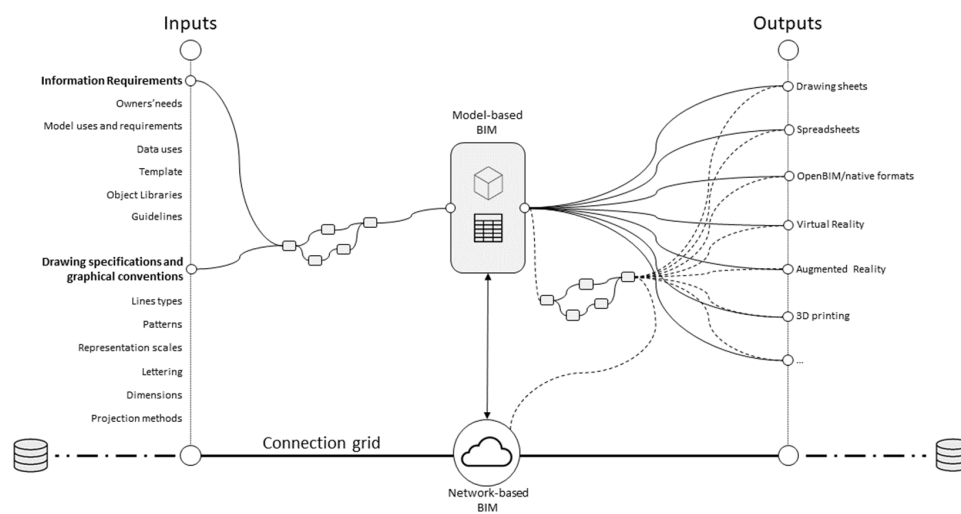 Inputs
Information Requirements
Owners'needs
Model uses and requirements
Data uses
Template
Object Libraries
Guidelines
Drawing specifications and
graphical conventions
Lines types
Patterns
Representation scales
Lettering
Dimensions
Projection methods
Model-based
BIM
Connection grid
Network-based
BIM
Outputs
Drawing sheets
Spreadsheets
OpenBIM/native formats
Virtual Reality
Augmented Reality
3D printing
...